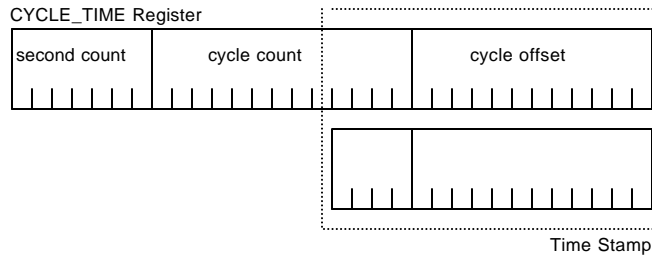 CYCLE_TIME Register
second count cycle count cycle offset
Time Stamp